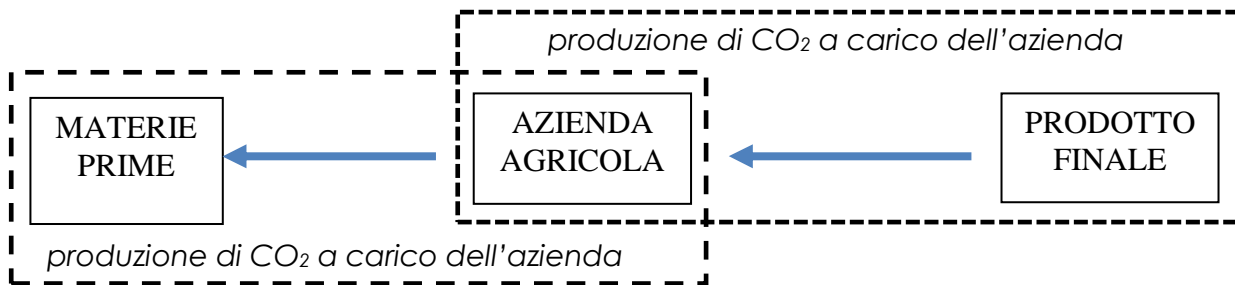 produzione di CO₂ a carico dell’azienda
MATERIE
PRIME
AZIENDA
AGRICOLA
PRODOTTO
FINALE
produzione di CO₂ a carico dell’azienda